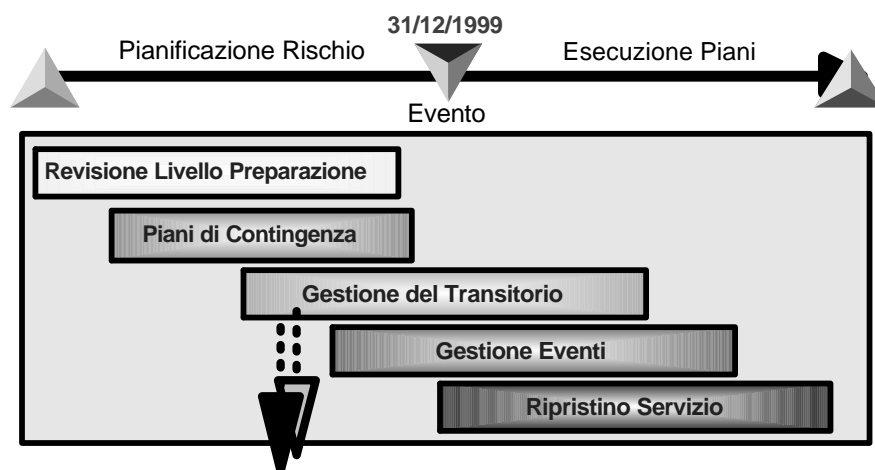 31/12/1999
Pianificazione Rischio
Esecuzione Piani
Evento
Revisione Livello Preparazione
Piani di Contingenza
Gestione del Transitorio
Gestione Eventi
Ripristino Servizio